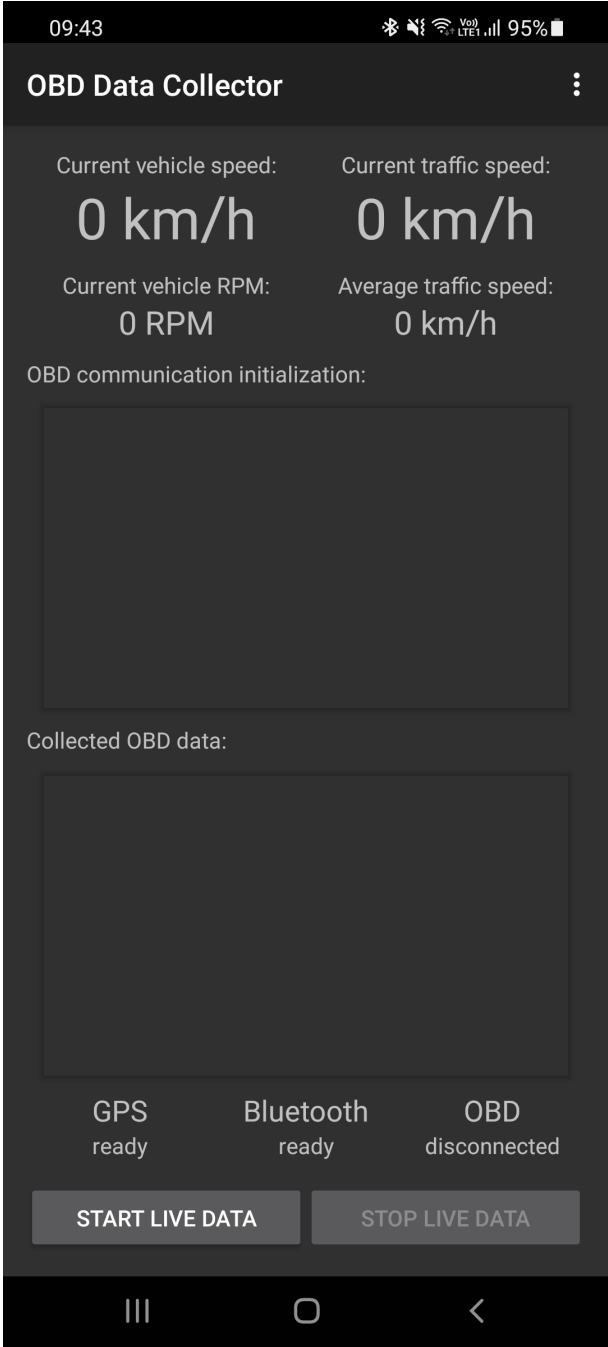 09:43 Vo)) LTE1 95%
OBD Data Collector
Current vehicle speed: Current traffic speed:
0 km/h 0 km/h
Current vehicle RPM: Average traffic speed:
0 RPM 0 km/h
OBD communication initialization:
Collected OBD data:
GPS Bluetooth OBD
ready ready disconnected
START LIVE DATA STOP LIVE DATA